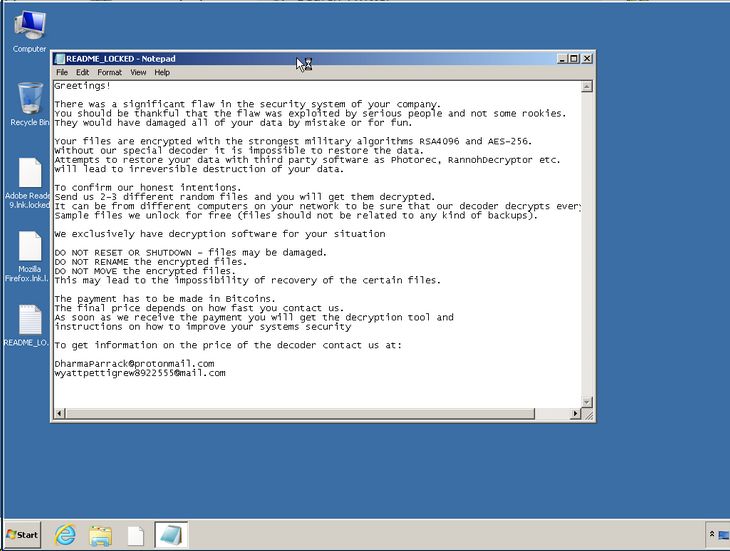 Computer
Recycle Bin
Adobe Reade
9.lnk.locked
Mozilla
Firefox.lnk.l.
README_LO.
README_LOCKED - Notepad
File Edit Format View Help
Greetings!
There was a significant flaw in the security system of your company.
You should be thankful that the flaw was exploited by serious people and not some rookies.
They would have damaged all of your data by mistake or for fun.
Your files are encrypted with the strongest military algorithms RSA4096 and AES-256.
Without our special decoder it is impossible to restore the data.
Attempts to restore your data with third party software as Photorec, RannohDecryptor etc.
will lead to irreversible destruction of your data.
To confirm our honest intentions.
Send us 2-3 different random files and you will get them decrypted.
It can be from different computers on your network to be sure that our decoder decrypts every
Sample files we unlock for free (files should not be related to any kind of backups).
We exclusively have decryption software for your situation
DO NOT RESET OR SHUTDOWN - files may be damaged.
DO NOT RENAME the encrypted files.
DO NOT MOVE the encrypted files.
This may lead to the impossibility of recovery of the certain files.
The payment has to be made in Bitcoins.
The final price depends on how fast you contact us.
As soon as we receive the payment you will get the decryption tool and
instructions on how to improve your systems security
To get information on the price of the decoder contact us at:
DharmaParrack@protonmail.com
wyattpettigrew8922555@mail.com
Start